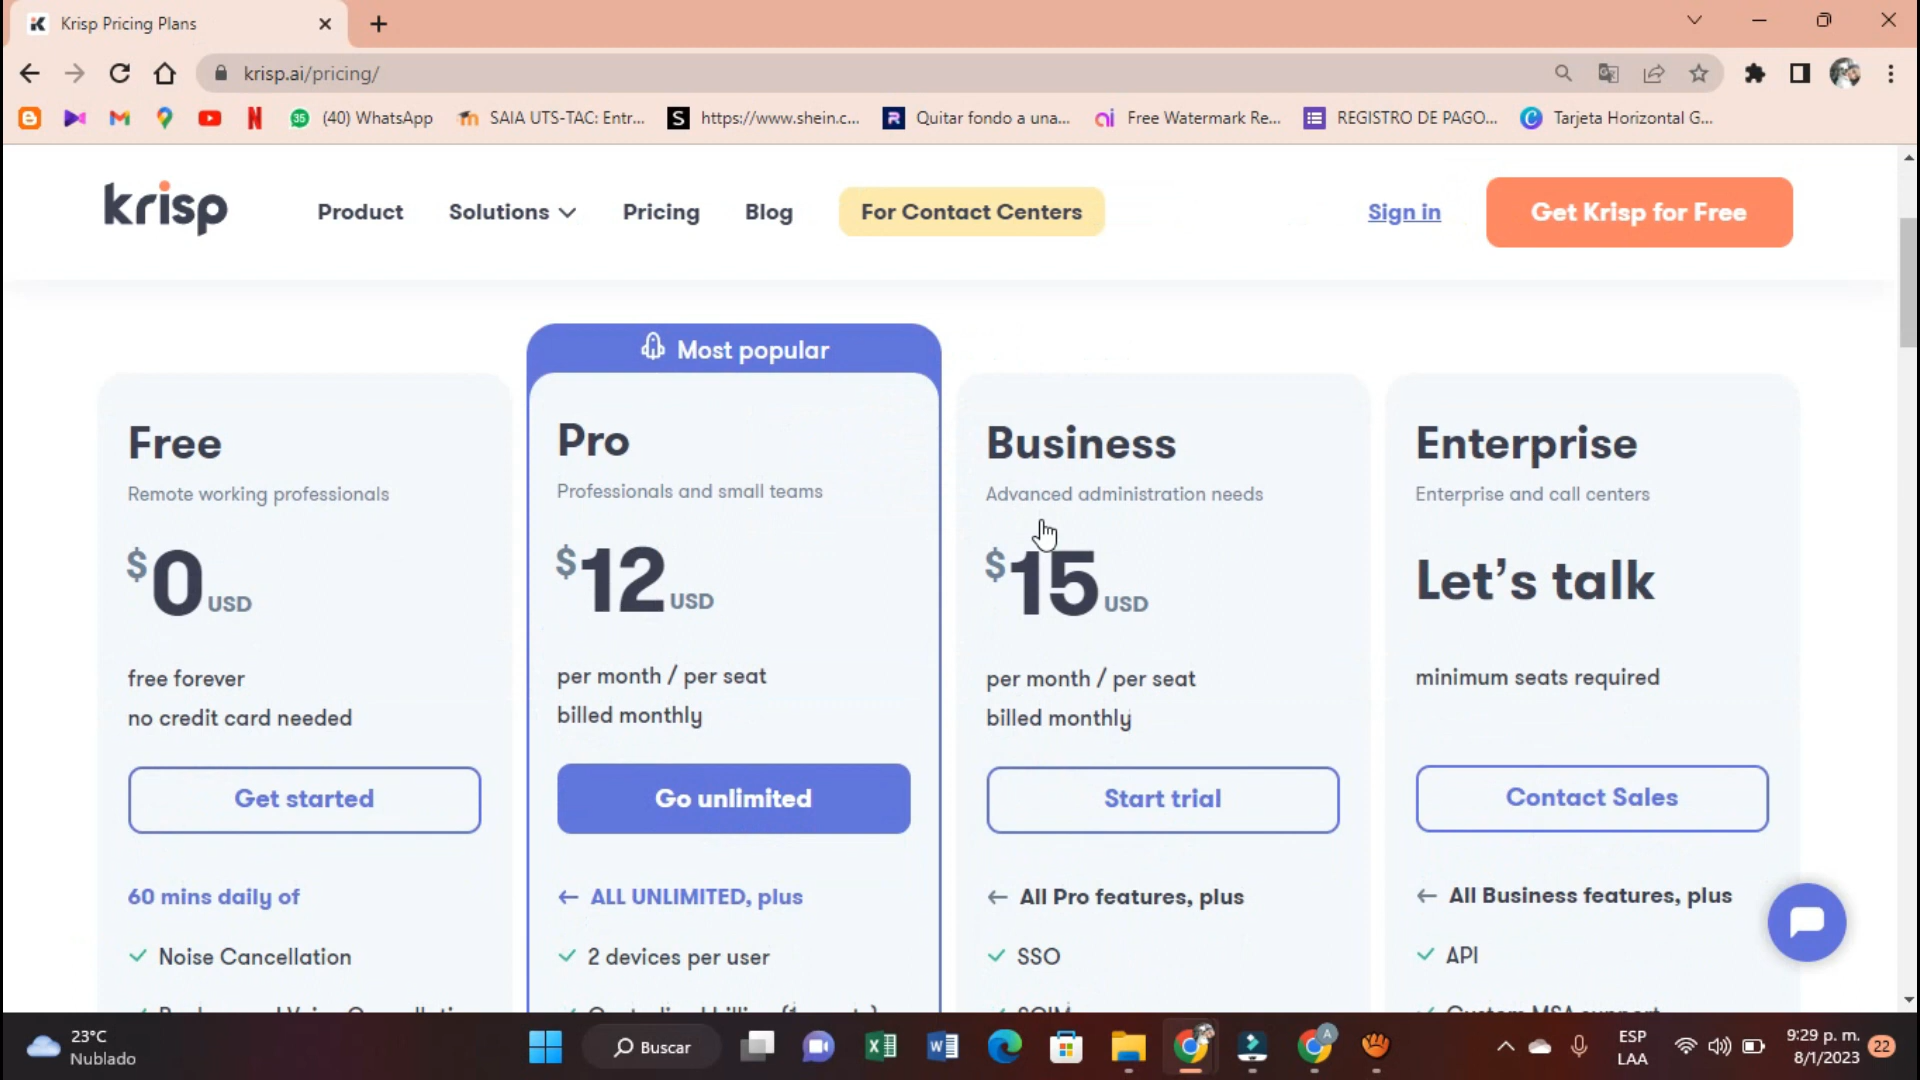 Krisp Pricing Plans
krisp.ai/pricing/
35 (40) WhatsApp
SAIA UTS-TAC: Entr...
S https://www.shein.c...
Quitar fondo a una...
Free Watermark Re...
REGISTRO DE PAGO...
Tarjeta Horizontal G...
krisp
Product
Solutions
Pricing
Blog
For Contact Centers
Sign in
Get Krisp for Free
Most popular
Free
Remote working professionals
$0 USD
free forever
no credit card needed
Get started
60 mins daily of
Noise Cancellation
Pro
Professionals and small teams
$12 USD
per month / per seat
billed monthly
Go unlimited
← ALL UNLIMITED, plus
2 devices per user
Business
Advanced administration needs
$15 USD
per month / per seat
billed monthly
Start trial
← All Pro features, plus
SSO
Enterprise
Enterprise and call centers
Let's talk
minimum seats required
Contact Sales
← All Business features, plus
API
23°C
Nublado
Buscar
ESP
LAA
9:29 p. m.
8/1/2023
22